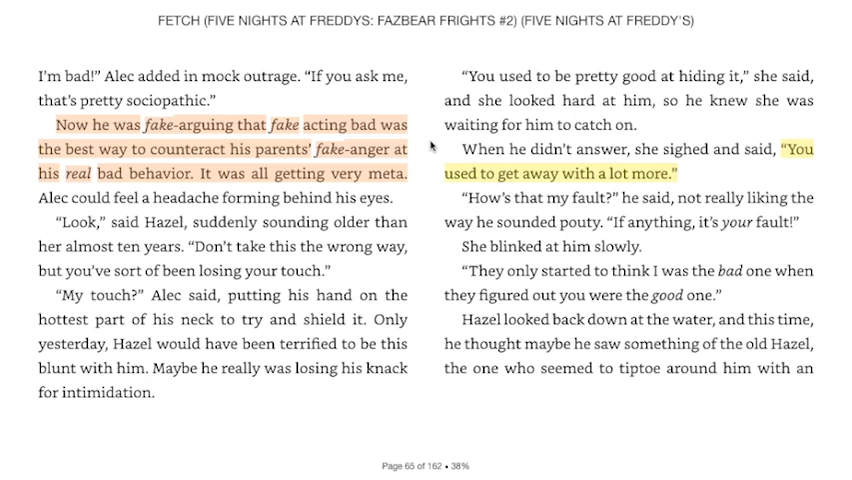 FETCH (FIVE NIGHTS AT FREDDYS: FAZBEAR FRIGHTS #2) (FIVE NIGHTS AT FREDDY'S)
I'm bad!” Alec added in mock outrage. “If you ask me,
that's pretty sociopathic.”
Now he was fake-arguing that fake acting bad was
the best way to counteract his parents' fake-anger at
his real bad behavior. It was all getting very meta.
Alec could feel a headache forming behind his eyes.
“Look,” said Hazel, suddenly sounding older than
her almost ten years. “Don't take this the wrong way,
but you've sort of been losing your touch.”
“My touch?” Alec said, putting his hand on the
hottest part of his neck to try and shield it. Only
yesterday, Hazel would have been terrified to be this
blunt with him. Maybe he really was losing his knack
for intimidation.
“You used to be pretty good at hiding it,” she said,
and she looked hard at him, so he knew she was
waiting for him to catch on.
When he didn't answer, she sighed and said, “You
used to get away with a lot more.”
“How's that my fault?” he said, not really liking the
way he sounded pouty. “If anything, it's your fault!”
She blinked at him slowly.
“They only started to think I was the bad one when
they figured out you were the good one.”
Hazel looked back down at the water, and this time,
he thought maybe he saw something of the old Hazel,
the one who seemed to tiptoe around him with an
Page 65 of 162 • 38%